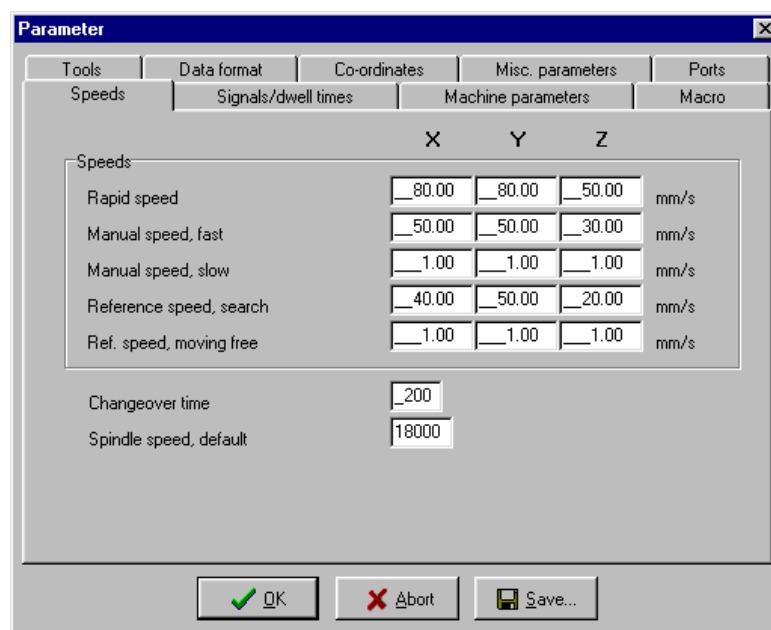 Parameter
Tools Data format Co-ordinates Misc. parameters Ports
Speeds Signals/dwell times Machine parameters Macro
X Y Z
Speeds
Rapid speed __80.00 __80.00 __50.00 mm/s
Manual speed, fast __50.00 __50.00 __30.00 mm/s
Manual speed, slow ___1.00 ___1.00 ___1.00 mm/s
Reference speed, search __40.00 __50.00 __20.00 mm/s
Ref. speed, moving free ___1.00 ___1.00 ___1.00 mm/s
Changeover time _200
Spindle speed, default 18000
OK Abort Save...